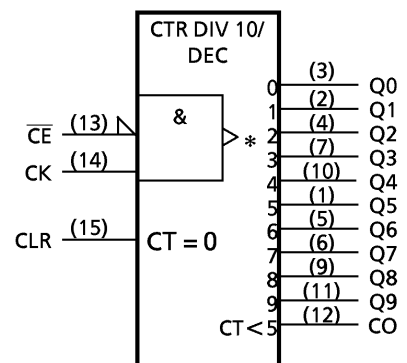 CTR DIV 10/
DEC
(3)
0 Q0
(2)
1 Q1
& (4)
CE (13) * 2 Q2
(7)
3 Q3
CK (14) (10)
4 Q4
(1)
5 Q5
(5)
6 Q6
CLR (15) CT = 0 (6)
7 Q7
(9)
8 Q8
(11)
9 Q9
(12)
CT < 5 CO